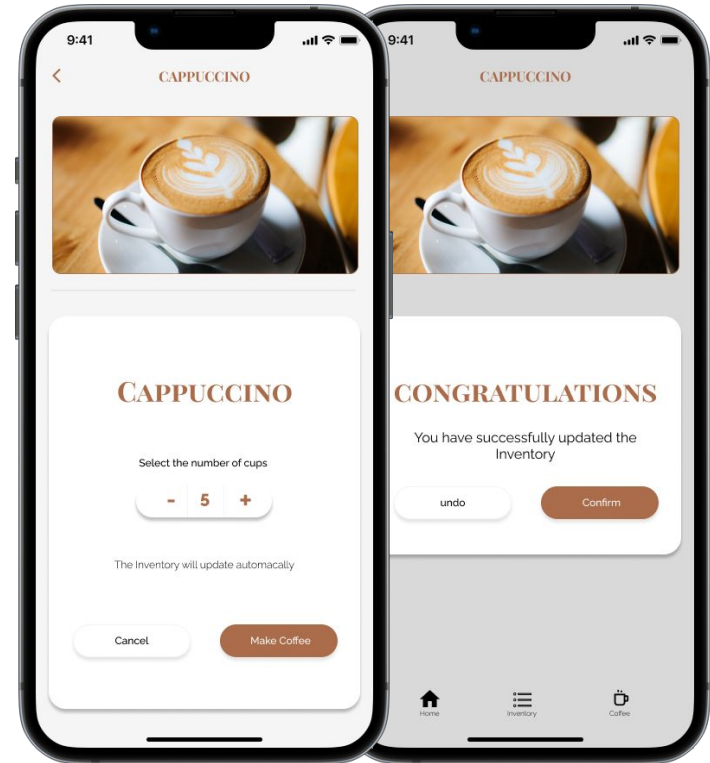 9:41
CAPPUCCINO
CAPPUCCINO
Select the number of cups
- 5 +
The Inventory will update automacally
Cancel
Make Coffee
9:41
CAPPUCCINO
CONGRATULATIONS
You have successfully updated the
Inventory
undo
Confirm
Home
Inventory
Coffee